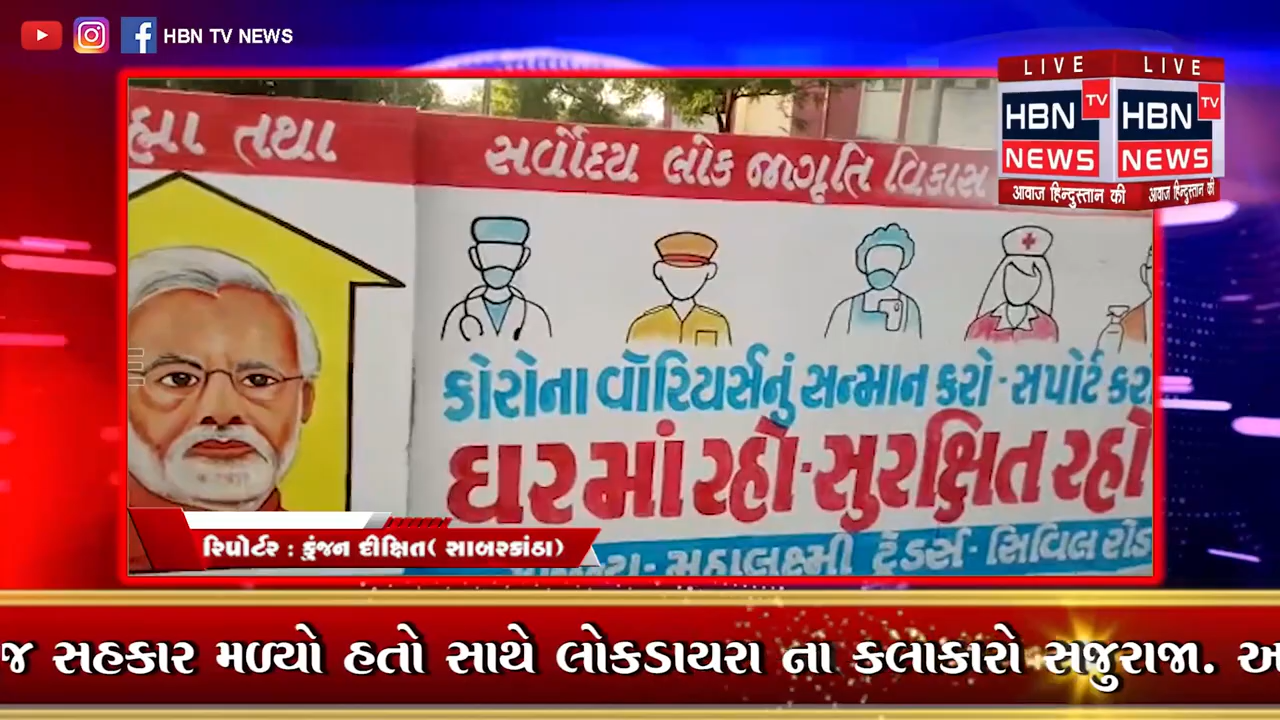 HBN TV NEWS
LIVE LIVE
HBN TV HBN TV
NEWS NEWS
आवाज हिन्दुस्तान की आवाज हिन्दुस्तान की
તથા
સર્વોદય લોક જાગૃતિ વિકાસ
કોરોના વૉરિયર્સનું સન્માન કરો - સપોર્ટ કરો
ઘરમાં રહો - સુરક્ષિત રહો
મહાલક્ષ્મી ટ્રેડર્સ - સિવિલ રોડ
રિપોર્ટર : કુંજન દીક્ષિત( સાબરકાંઠા)
જ સહકાર મળ્યો હતો સાથે લોકડાયરા ના કલાકારો સજુરાજા. અ